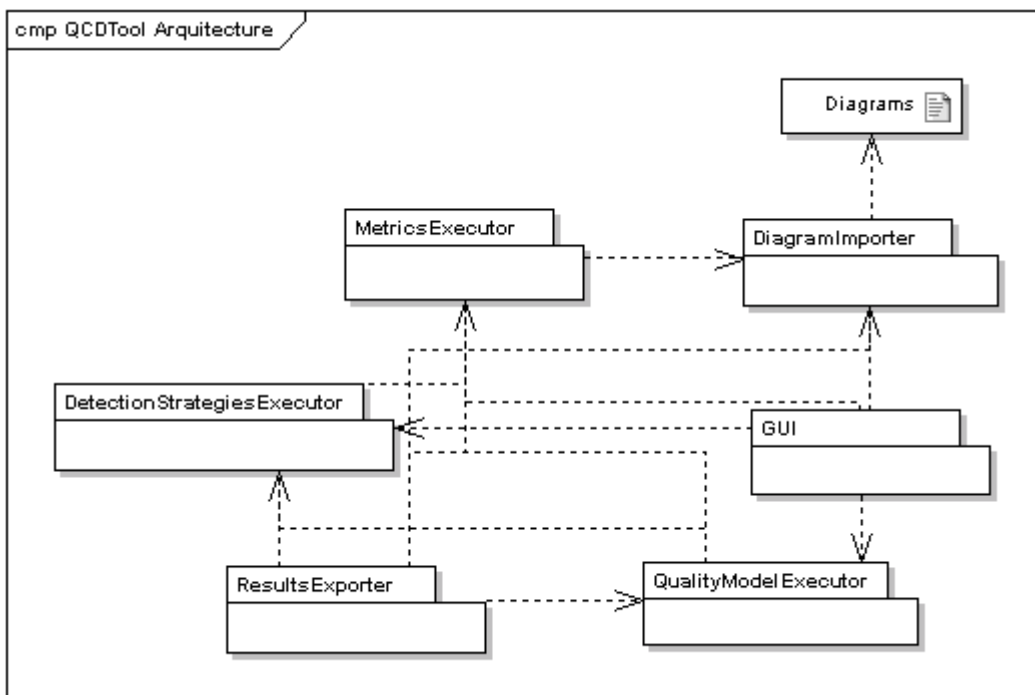 cmp QCDTool Arquitecture
Diagrams
MetricsExecutor
DiagramImporter
DetectionStrategiesExecutor
GUI
ResultsExporter
QualityModelExecutor